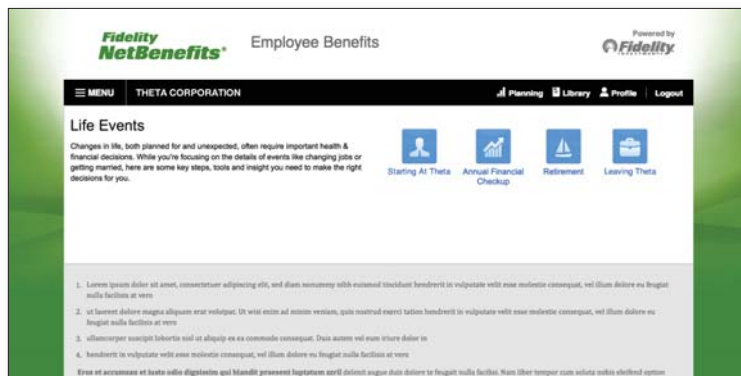 Fidelity
NetBenefits®
Employee Benefits
Powered by
Fidelity
INVESTMENTS
MENU
THETA CORPORATION
Planning
Library
Profile
Logout
Life Events
Changes in life, both planned for and unexpected, often require important health &
financial decisions. While you're focusing on the details of events like changing jobs or
getting married, here are some key steps, tools and insight you need to make the right
decisions for you.
Starting At Theta
Annual Financial
Checkup
Retirement
Leaving Theta
1. Lorem ipsum dolor sit amet, consectetuer adipiscing elit, sed diam nonummy nibh euismod tincidunt hendrerit in vulputate velit esse molestie consequat, vel illum dolore eu feugiat
nulla facilisis at vero
2. ut laoreet dolore magna aliquam erat volutpat. Ut wisi enim ad minim veniam, quis nostrud exerci tation hendrerit in vulputate velit esse molestie consequat, vel illum dolore eu
feugiat nulla facilisis at vero
3. ullamcorper suscipit lobortis nisl ut aliquip ex ea commodo consequat. Duis autem vel eum iriure dolor in
4. hendrerit in vulputate velit esse molestie consequat, vel illum dolore eu feugiat nulla facilisis at vero
Eros et accumsan et iusto odio dignissim qui blandit praesent luptatum zzril delenit augue duis dolore te feugait nulla facilisi. Nam liber tempor cum soluta nobis eleifend option